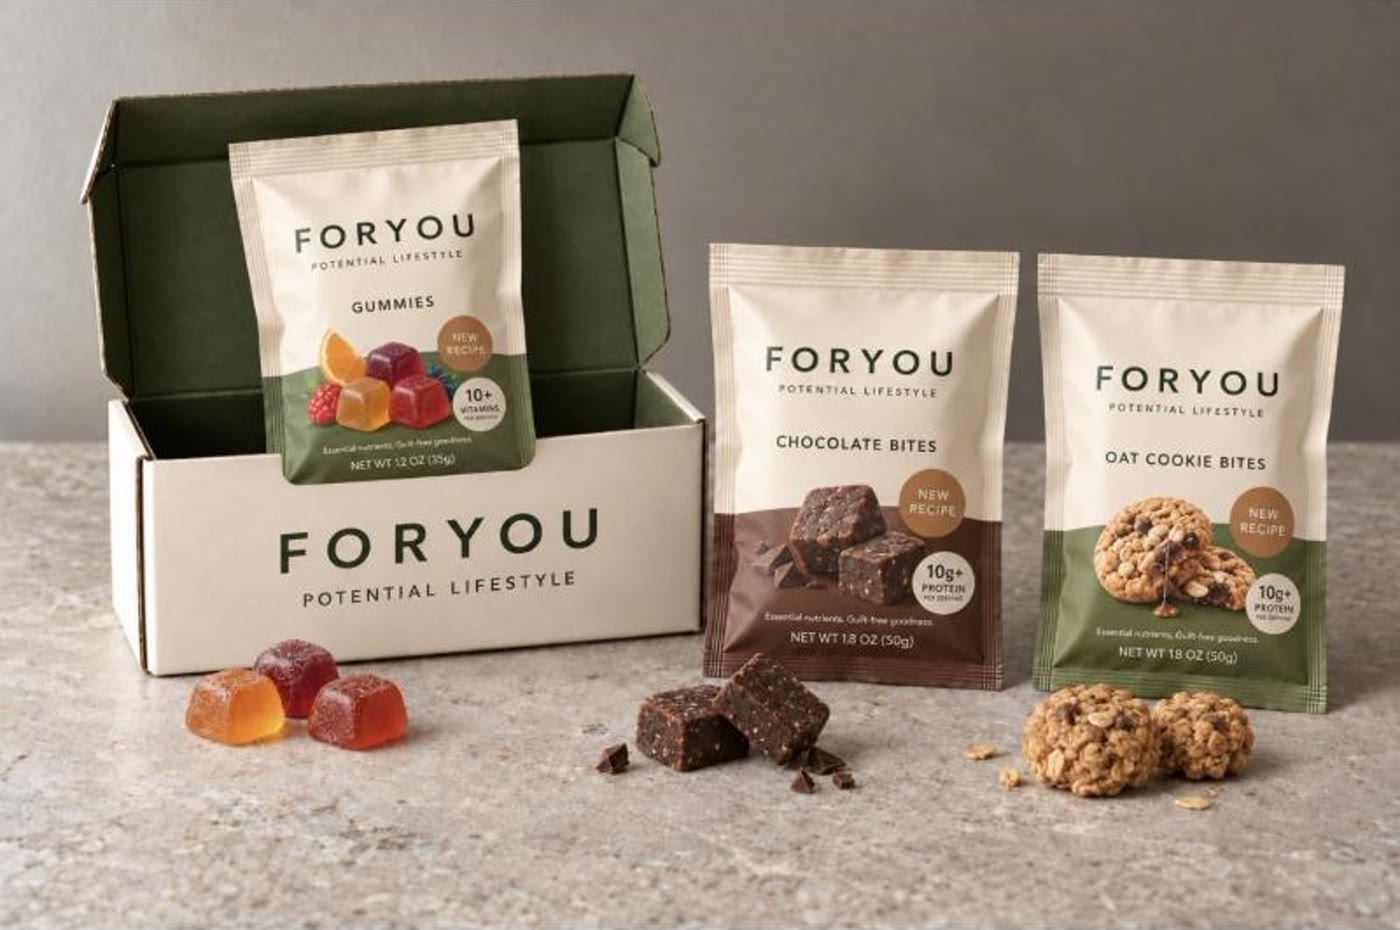 FORYOU
POTENTIAL LIFESTYLE
GUMMIES
NEW
RECIPE
10+
VITAMINS
PER SERVING
Essential nutrients. Guilt-free goodness.
NET WT 1.2 OZ (35g)
FORYOU
POTENTIAL LIFESTYLE
FORYOU
POTENTIAL LIFESTYLE
CHOCOLATE BITES
NEW
RECIPE
10g+
PROTEIN
PER SERVING
Essential nutrients. Guilt-free goodness.
NET WT 1.8 OZ (50g)
FORYOU
POTENTIAL LIFESTYLE
OAT COOKIE BITES
NEW
RECIPE
10g+
PROTEIN
PER SERVING
Essential nutrients. Guilt-free goodness.
NET WT 1.8 OZ (50g)